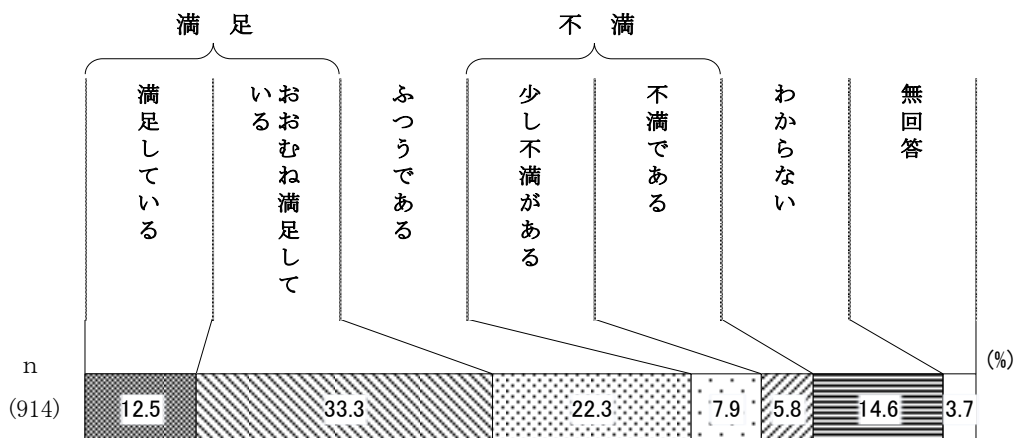 満　足
不　満
満足している
おおむね満足して
いる
ふつうである
少し不満がある
不満である
わからない
無回答
(%)
n
(914)
12.5
33.3
22.3
7.9
5.8
14.6
3.7